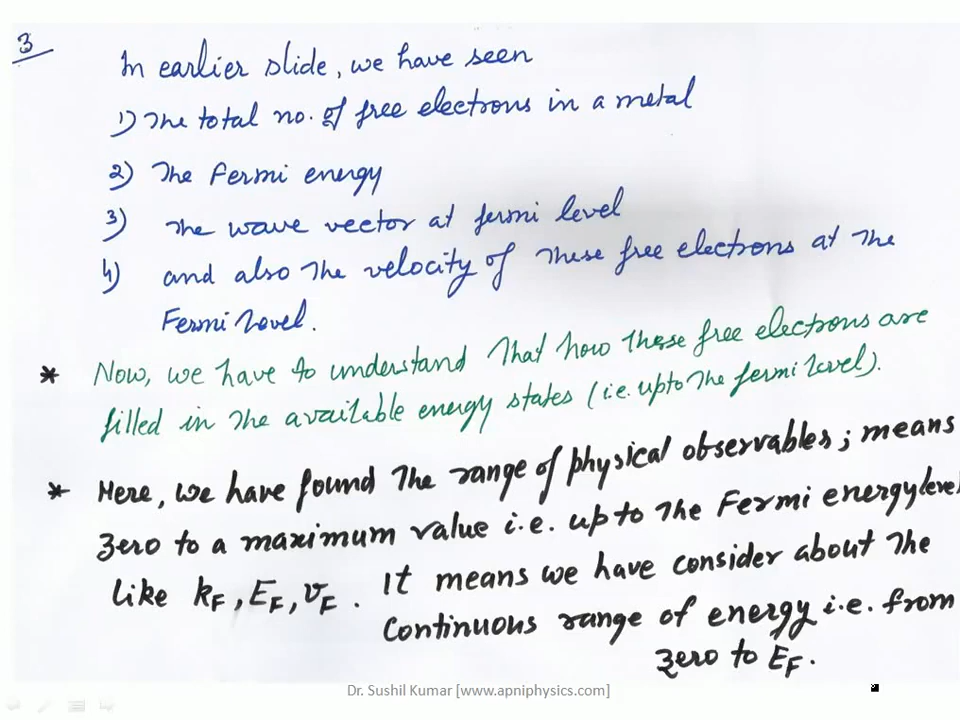 3
In earlier slide, we have seen
1) The total no. of free electrons in a metal
2) The Fermi energy
3) The wave vector at fermi level
4) and also the velocity of these free electrons at the
Fermi Level.
* Now, we have to understand that how these free electrons are
filled in the available energy states (i.e. upto the fermi level).
* Here, we have found the range of physical observables; means
zero to a maximum value i.e. up to the Fermi energy level
like kF, EF, vF. It means we have consider about the
continuous range of energy i.e. from
zero to EF.
Dr. Sushil Kumar [www.apniphysics.com]